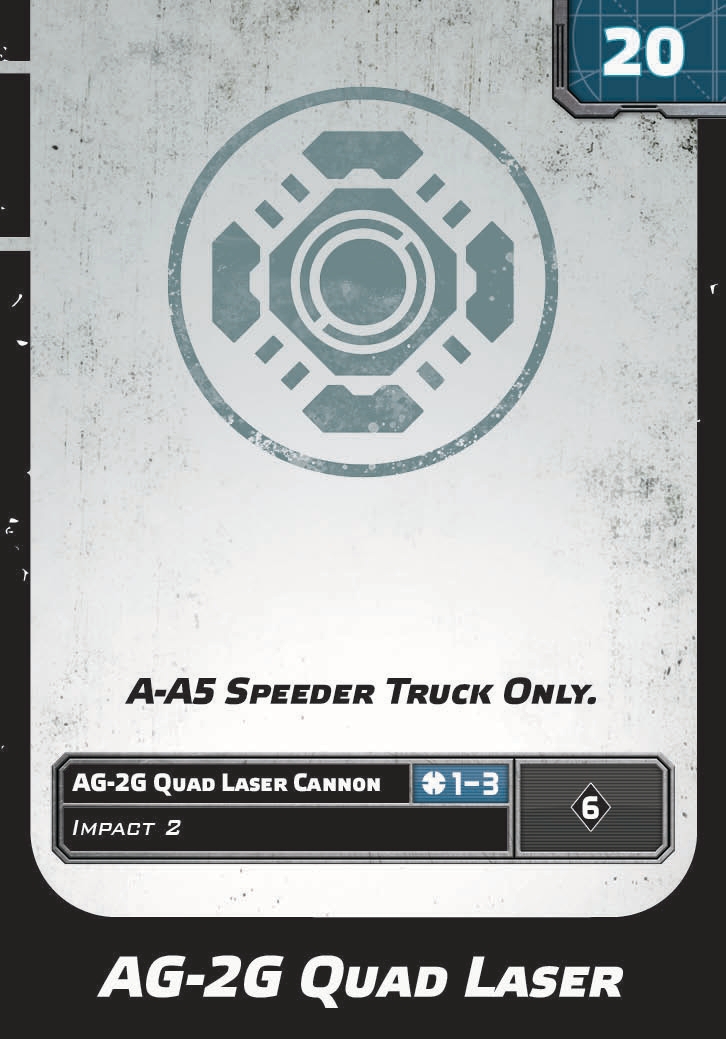 20
A-A5 Speeder Truck Only.
AG-2G Quad Laser Cannon 1–3
6
Impact 2
AG-2G Quad Laser